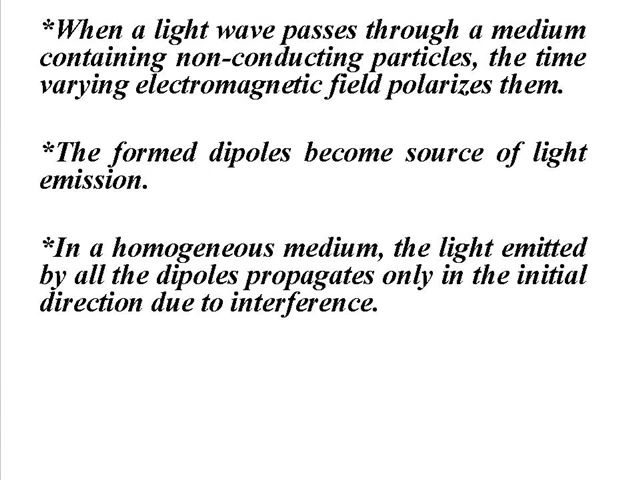 *When a light wave passes through a medium
containing non-conducting particles, the time
varying electromagnetic field polarizes them.
*The formed dipoles become source of light
emission.
*In a homogeneous medium, the light emitted
by all the dipoles propagates only in the initial
direction due to interference.